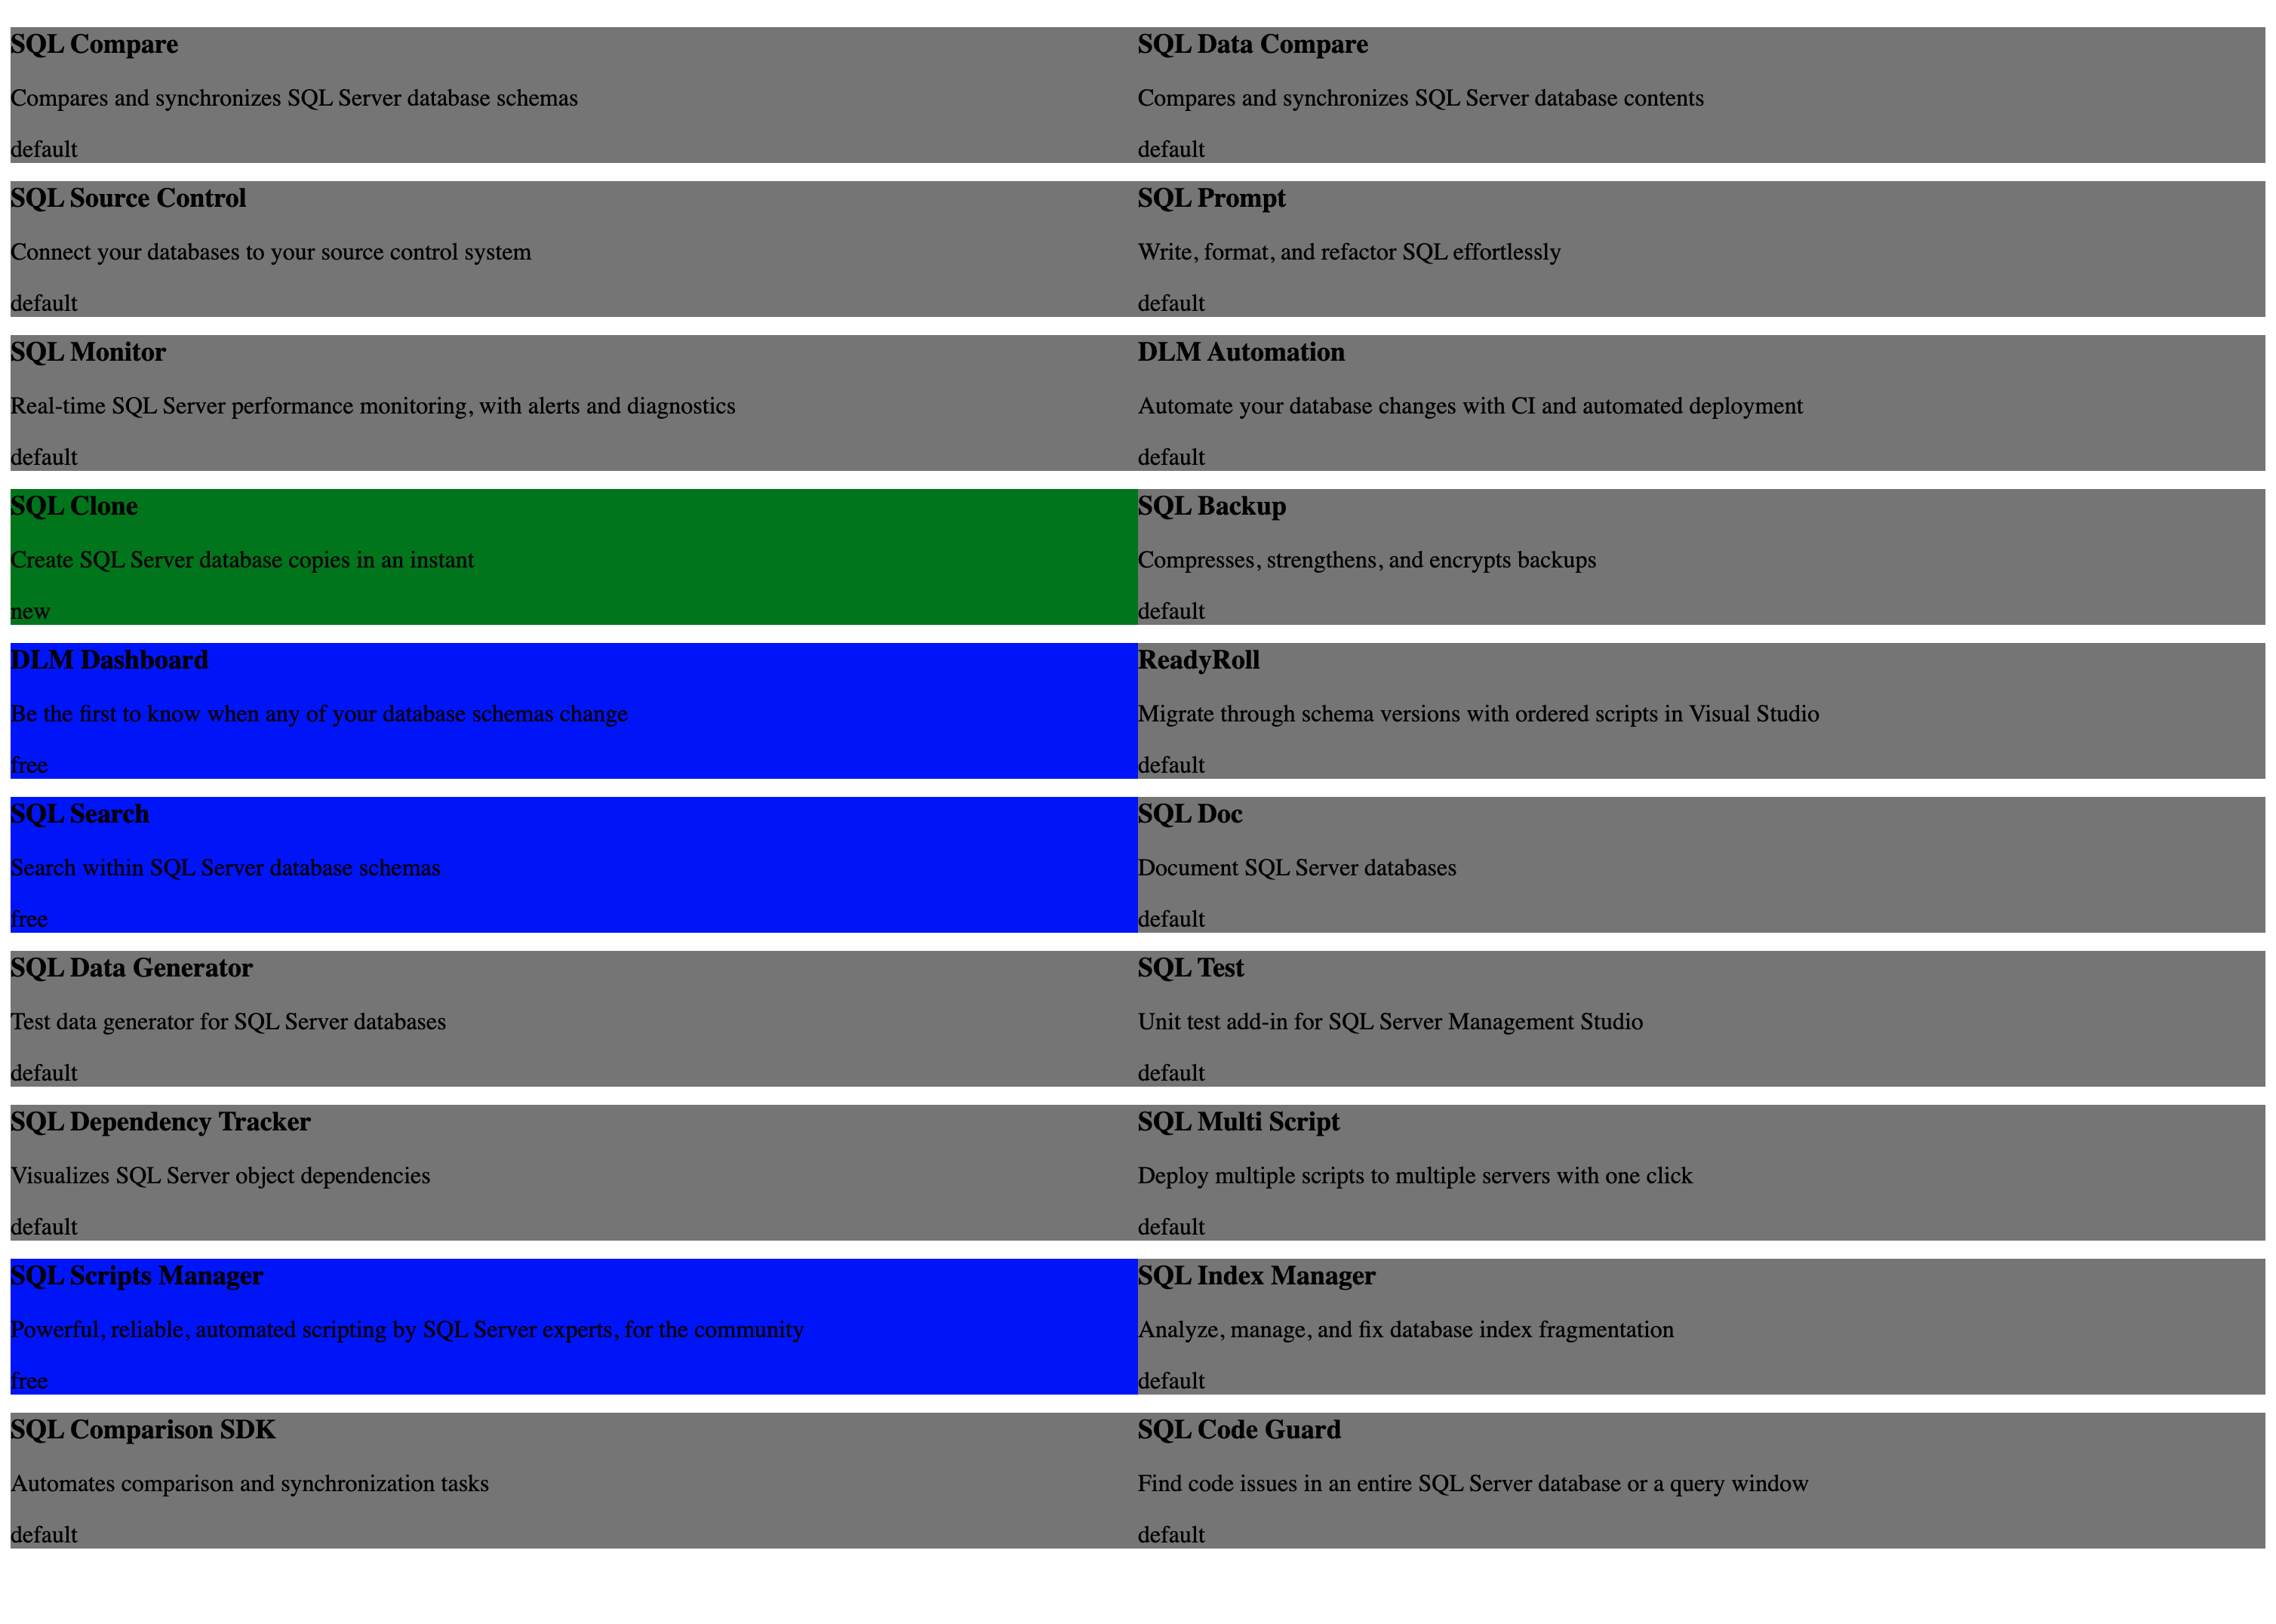 SQL Compare
Compares and synchronizes SQL Server database schemas
default
SQL Data Compare
Compares and synchronizes SQL Server database contents
default
SQL Source Control
Connect your databases to your source control system
default
SQL Prompt
Write, format, and refactor SQL effortlessly
default
SQL Monitor
Real-time SQL Server performance monitoring, with alerts and diagnostics
default
DLM Automation
Automate your database changes with CI and automated deployment
default
SQL Clone
Create SQL Server database copies in an instant
new
SQL Backup
Compresses, strengthens, and encrypts backups
default
DLM Dashboard
Be the first to know when any of your database schemas change
free
ReadyRoll
Migrate through schema versions with ordered scripts in Visual Studio
default
SQL Search
Search within SQL Server database schemas
free
SQL Doc
Document SQL Server databases
default
SQL Data Generator
Test data generator for SQL Server databases
default
SQL Test
Unit test add-in for SQL Server Management Studio
default
SQL Dependency Tracker
Visualizes SQL Server object dependencies
default
SQL Multi Script
Deploy multiple scripts to multiple servers with one click
default
SQL Scripts Manager
Powerful, reliable, automated scripting by SQL Server experts, for the community
free
SQL Index Manager
Analyze, manage, and fix database index fragmentation
default
SQL Comparison SDK
Automates comparison and synchronization tasks
default
SQL Code Guard
Find code issues in an entire SQL Server database or a query window
default